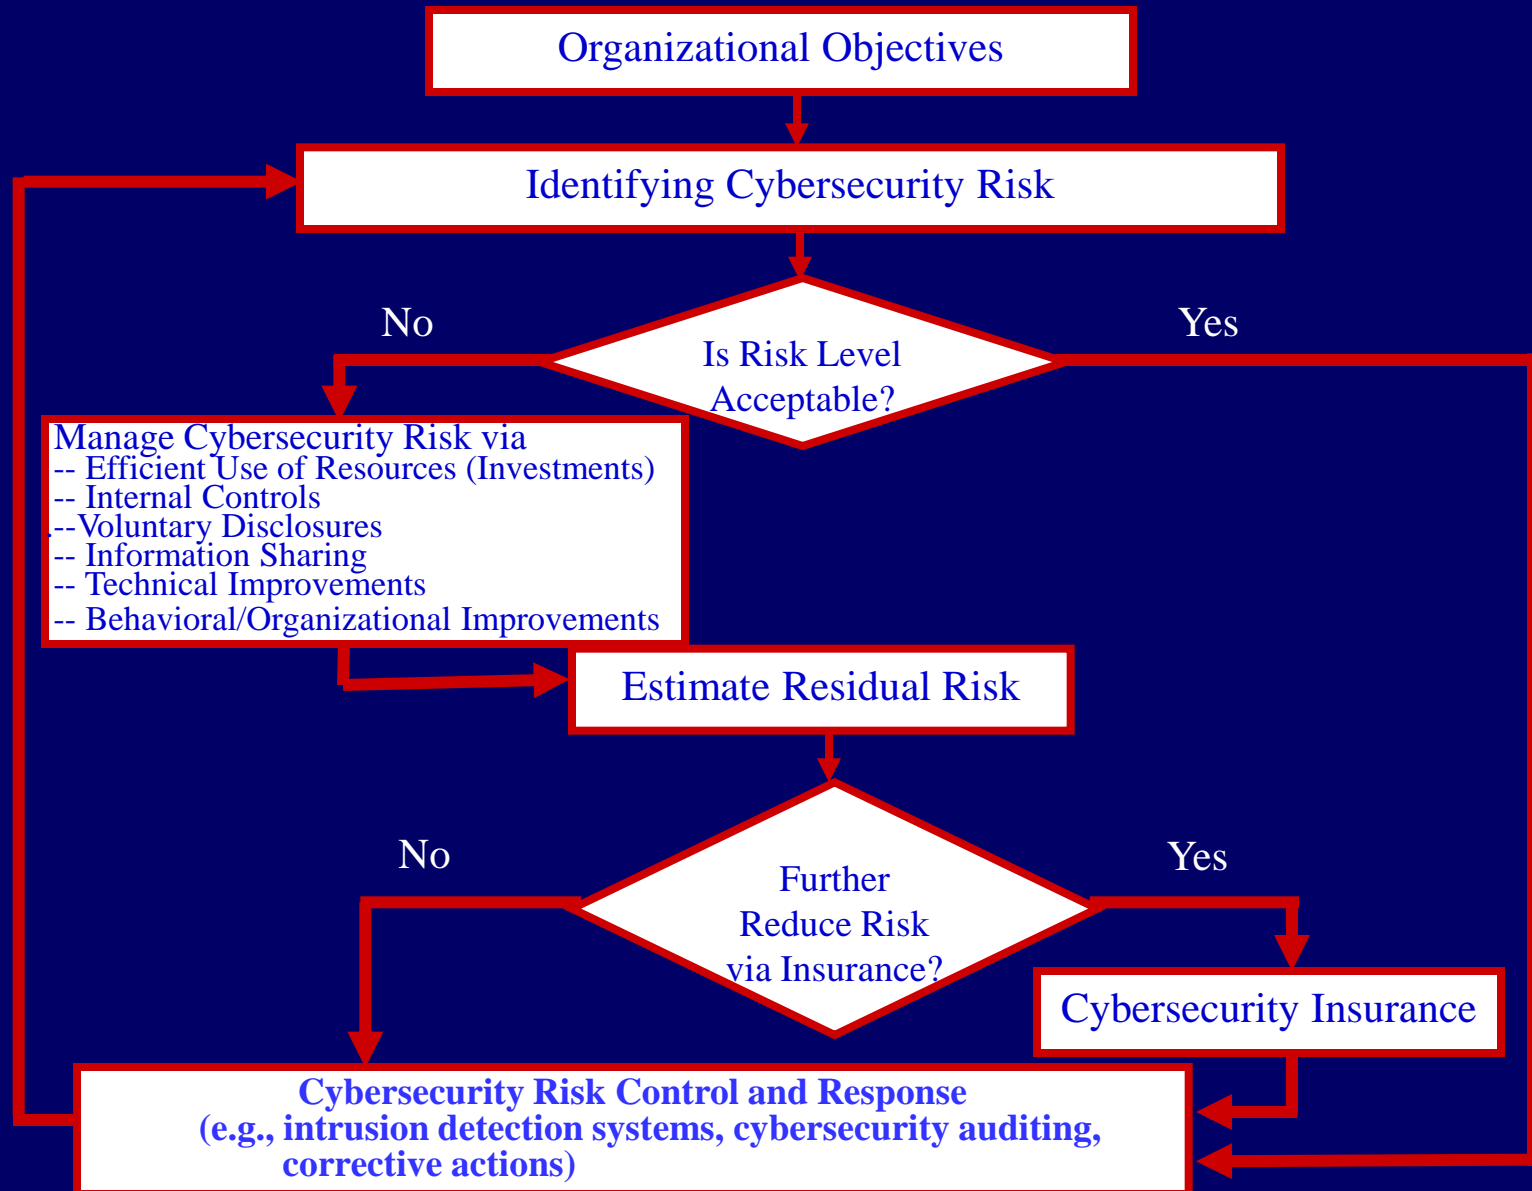 Organizational Objectives
Identifying Cybersecurity Risk
No
Yes
Is Risk Level
Acceptable?
Manage Cybersecurity Risk via
-- Efficient Use of Resources (Investments)
-- Internal Controls
.--Voluntary Disclosures
-- Information Sharing
-- Technical Improvements
-- Behavioral/Organizational Improvements
Estimate Residual Risk
No
Yes
Further
Reduce Risk
via Insurance?
Cybersecurity Insurance
Cybersecurity Risk Control and Response
(e.g., intrusion detection systems, cybersecurity auditing,
corrective actions)